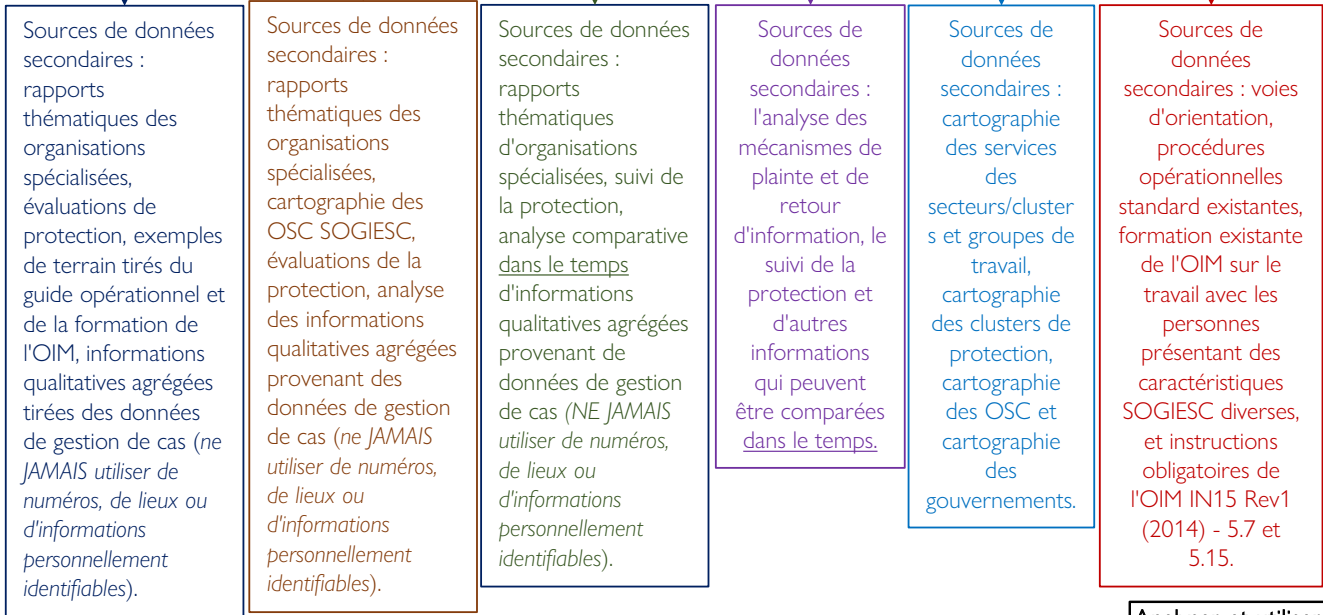 Sources de données
secondaires :
rapports
thématiques des
organisations
spécialisées,
évaluations de
protection, exemples
de terrain tirés du
guide opérationnel et
de la formation de
l'OIM, informations
qualitatives agrégées
tirées des données
de gestion de cas (ne
JAMAIS utiliser de
numéros, de lieux ou
d'informations
personnellement
identifiables).
Sources de données
secondaires :
rapports
thématiques des
organisations
spécialisées,
cartographie des
OSC SOGIESC,
évaluations de la
protection, analyse
des informations
qualitatives agrégées
provenant des
données de gestion
de cas (ne JAMAIS
utiliser de numéros,
de lieux ou
d'informations
personnellement
identifiables).
Sources de données
secondaires :
rapports
thématiques
d'organisations
spécialisées, suivi de
la protection,
analyse comparative
dans le temps
d'informations
qualitatives agrégées
provenant de
données de gestion
de cas (NE JAMAIS
utiliser de numéros,
de lieux ou
d'informations
personnellement
identifiables).
Sources de
données
secondaires :
l'analyse des
mécanismes de
plainte et de
retour
d'information, le
suivi de la
protection et
d'autres
informations
qui peuvent
être comparées
dans le temps.
Sources de
données
secondaires :
cartographie
des services
des
secteurs/cluster
s et groupes de
travail,
cartographie
des clusters de
protection,
cartographie
des OSC et
cartographie
des
gouvernements.
Sources de
données
secondaires : voies
d'orientation,
procédures
opérationnelles
standard existantes,
formation existante
de l'OIM sur le
travail avec les
personnes
présentant des
caractéristiques
SOGIESC diverses,
et instructions
obligatoires de
l'OIM IN15 Rev1
(2014) - 5.7 et
5.15.